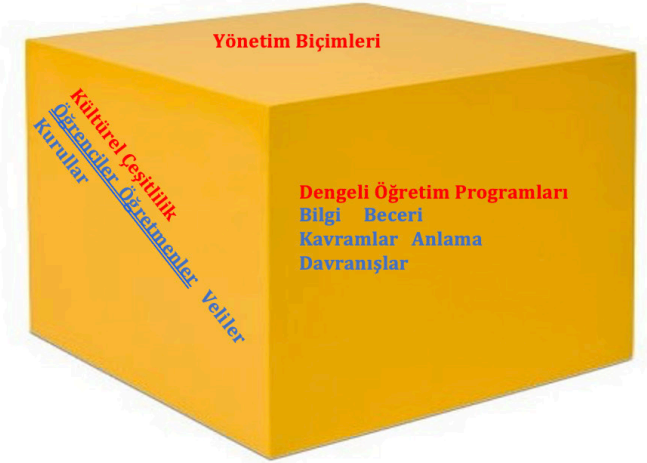 Yönetim Biçimleri
Kültürel Çeşitlilik
Öğrenciler Öğretmenler Veliler
Kurullar
Dengeli Öğretim Programları
Bilgi Beceri
Kavramlar Anlama
Davranışlar